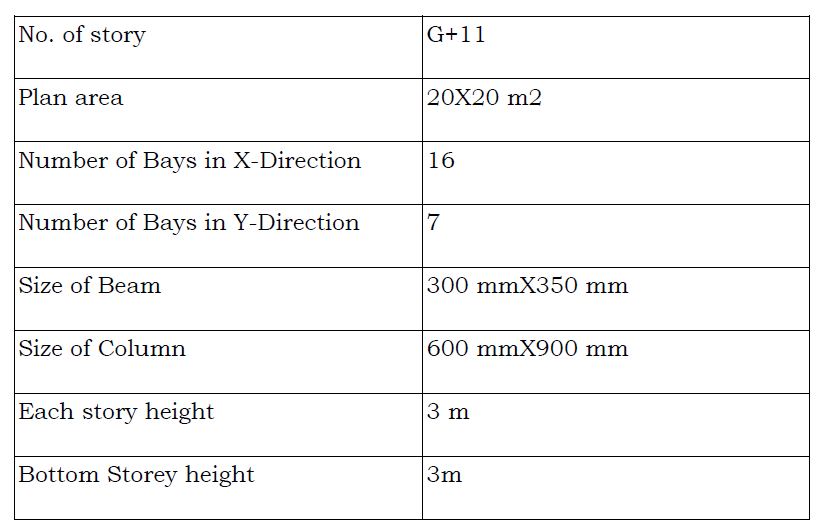 No. of story G+11
Plan area 20X20 m2
Number of Bays in X-Direction 16
Number of Bays in Y-Direction 7
Size of Beam 300 mmX350 mm
Size of Column 600 mmX900 mm
Each story height 3 m
Bottom Storey height 3m